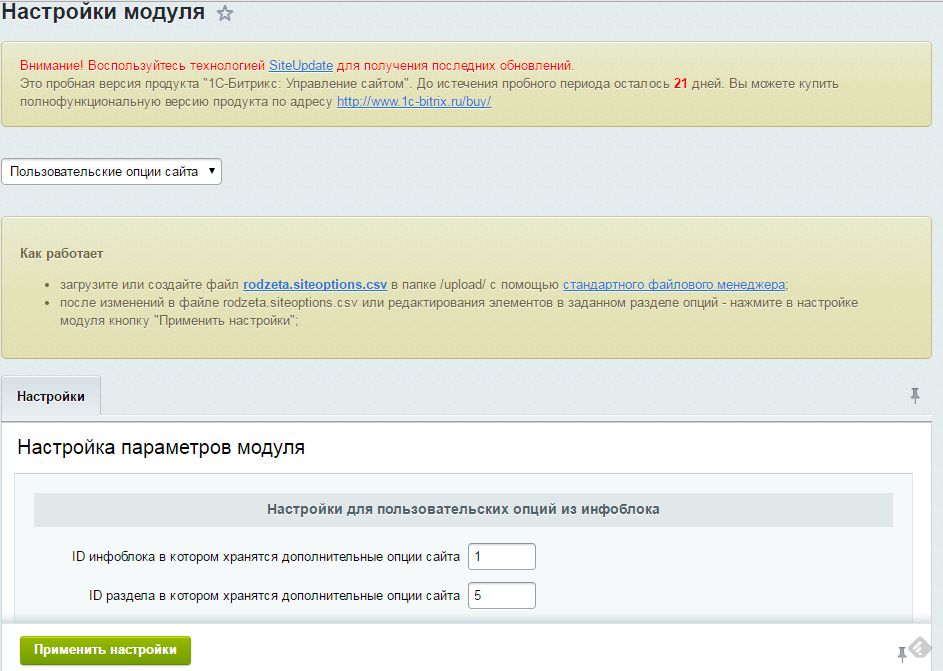 Настройки модуля
Внимание! Воспользуйтесь технологией SiteUpdate для получения последних обновлений.
Это пробная версия продукта "1С-Битрикс: Управление сайтом". До истечения пробного периода осталось 21 дней. Вы можете купить
полнофункциональную версию продукта по адресу http://www.1c-bitrix.ru/buy/
Пользовательские опции сайта
Как работает
загрузите или создайте файл rodzeta.siteoptions.csv в папке /upload/ с помощью стандартного файлового менеджера;
после изменений в файле rodzeta.siteoptions.csv или редактирования элементов в заданном разделе опций - нажмите в настройке
модуля кнопку "Применить настройки";
Настройки
Настройка параметров модуля
Настройки для пользовательских опций из инфоблока
ID инфоблока в котором хранятся дополнительные опции сайта 1
ID раздела в котором хранятся дополнительные опции сайта 5
Применить настройки